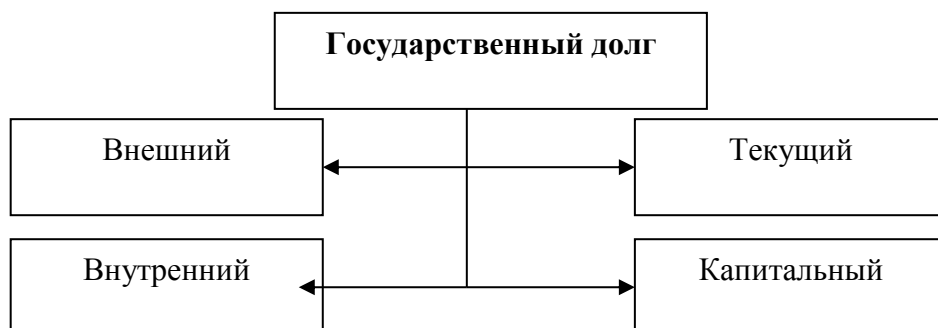 Государственный долг
Внешний
Текущий
Внутренний
Капитальный